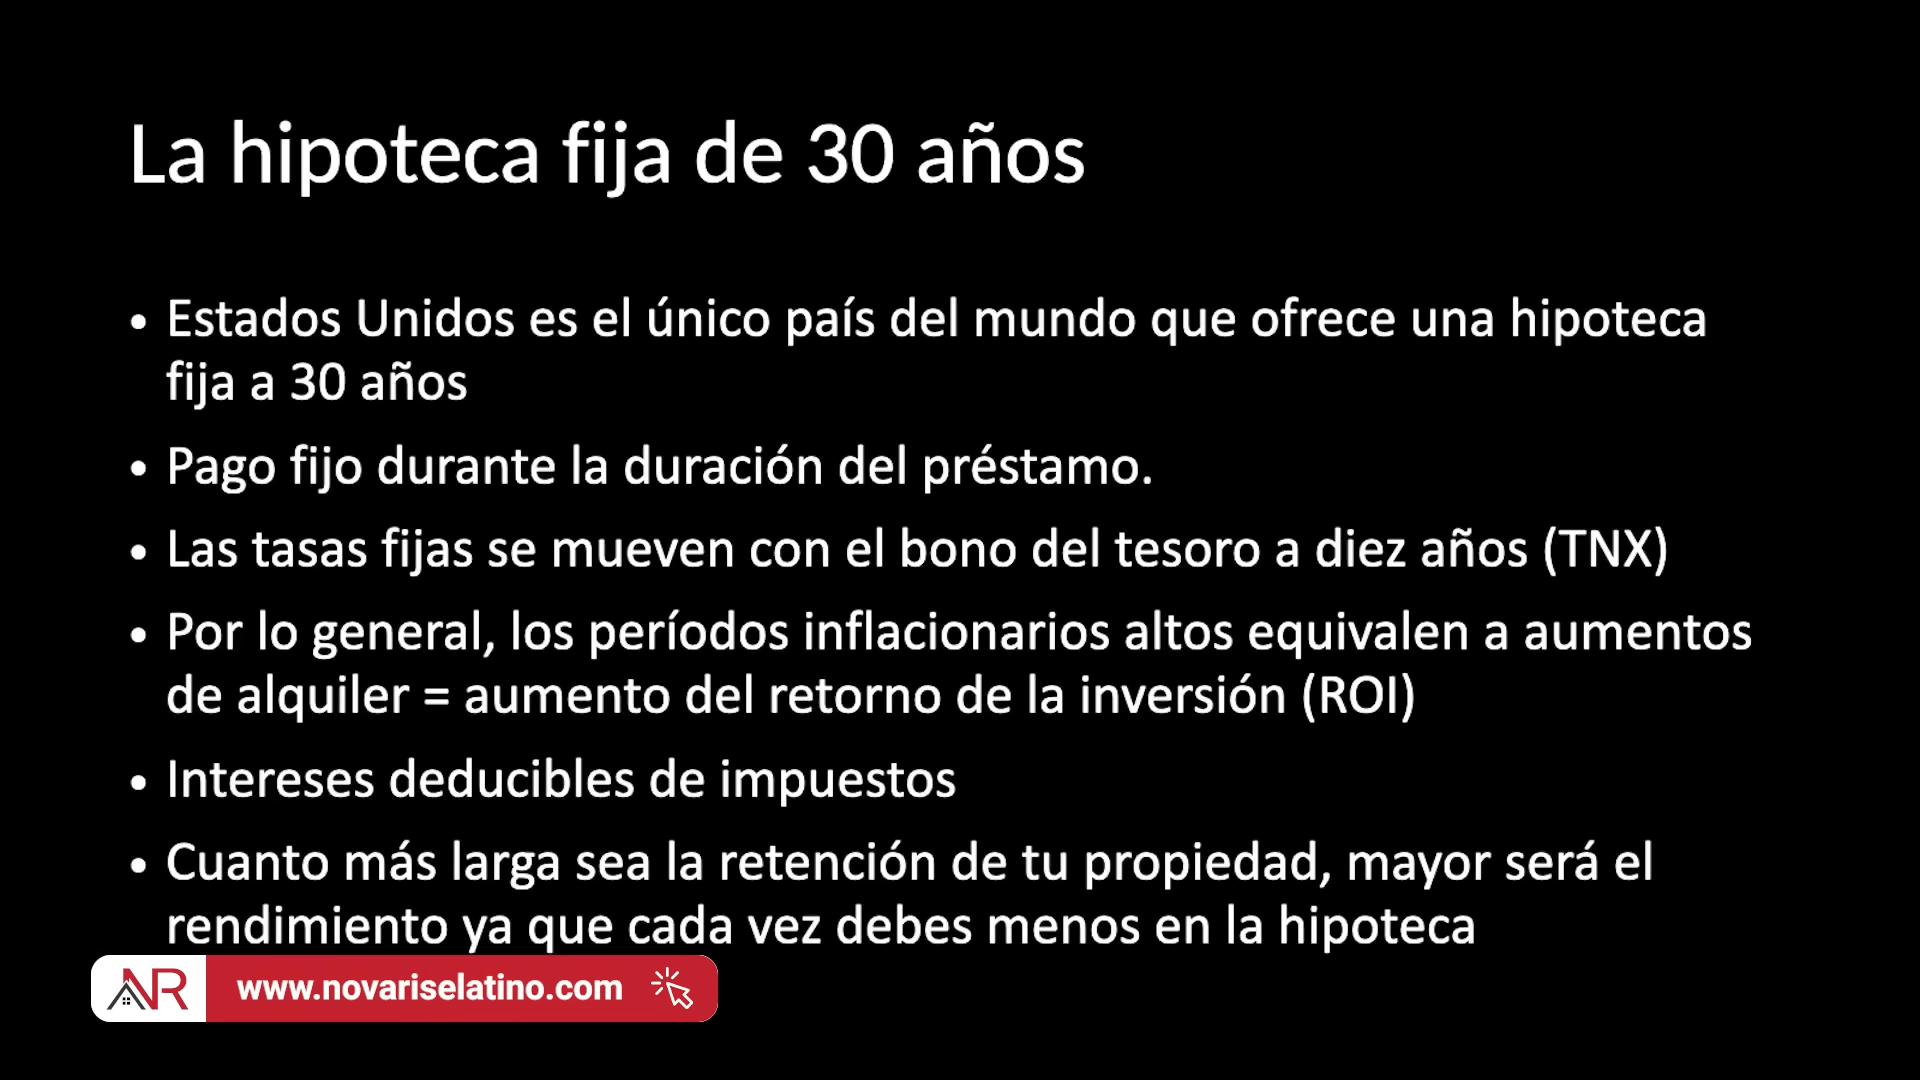 La hipoteca fija de 30 años
• Estados Unidos es el único país del mundo que ofrece una hipoteca
fija a 30 años
• Pago fijo durante la duración del préstamo.
• Las tasas fijas se mueven con el bono del tesoro a diez años (TNX)
• Por lo general, los períodos inflacionarios altos equivalen a aumentos
de alquiler = aumento del retorno de la inversión (ROI)
• Intereses deducibles de impuestos
• Cuanto más larga sea la retención de tu propiedad, mayor será el
rendimiento ya que cada vez debes menos en la hipoteca
NR www.novariselatino.com